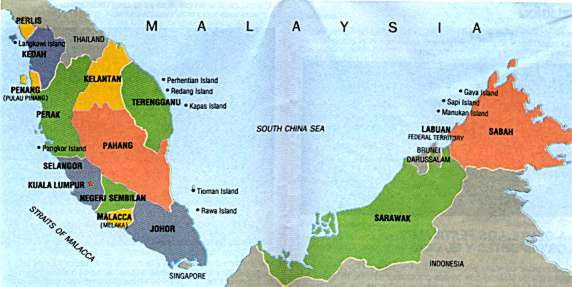 MALAYSIA
PERLIS
Langkawi Island
KEDAH
THAILAND
PENANG
(PULAU PINANG)
KELANTAN
Perhentian Island
Redang Island
TERENGGANU
Kapas Island
PERAK
Pangkor Island
PAHANG
SELANGOR
KUALA LUMPUR
NEGERI SEMBILAN
MALACCA
(MELAKA)
JOHOR
STRAITS OF MALACCA
SINGAPORE
Tioman Island
Rawa Island
SOUTH CHINA SEA
Gaya Island
Sapi Island
Manukan Island
LABUAN
FEDERAL TERRITORY
SABAH
BRUNEI
DARUSSALAM
SARAWAK
INDONESIA